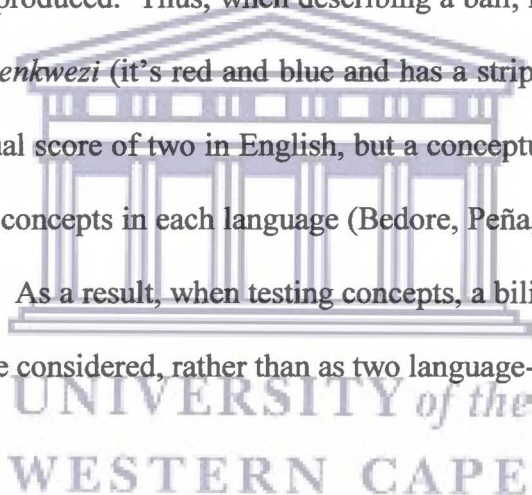 produced. Thus, when describing a ball,
enkwezi (it's red and blue and has a strip
ual score of two in English, but a conceptu
concepts in each language (Bedore, Peña,
As a result, when testing concepts, a bili
e considered, rather than as two language-
UNIVERSITY of the
WESTERN CAPE